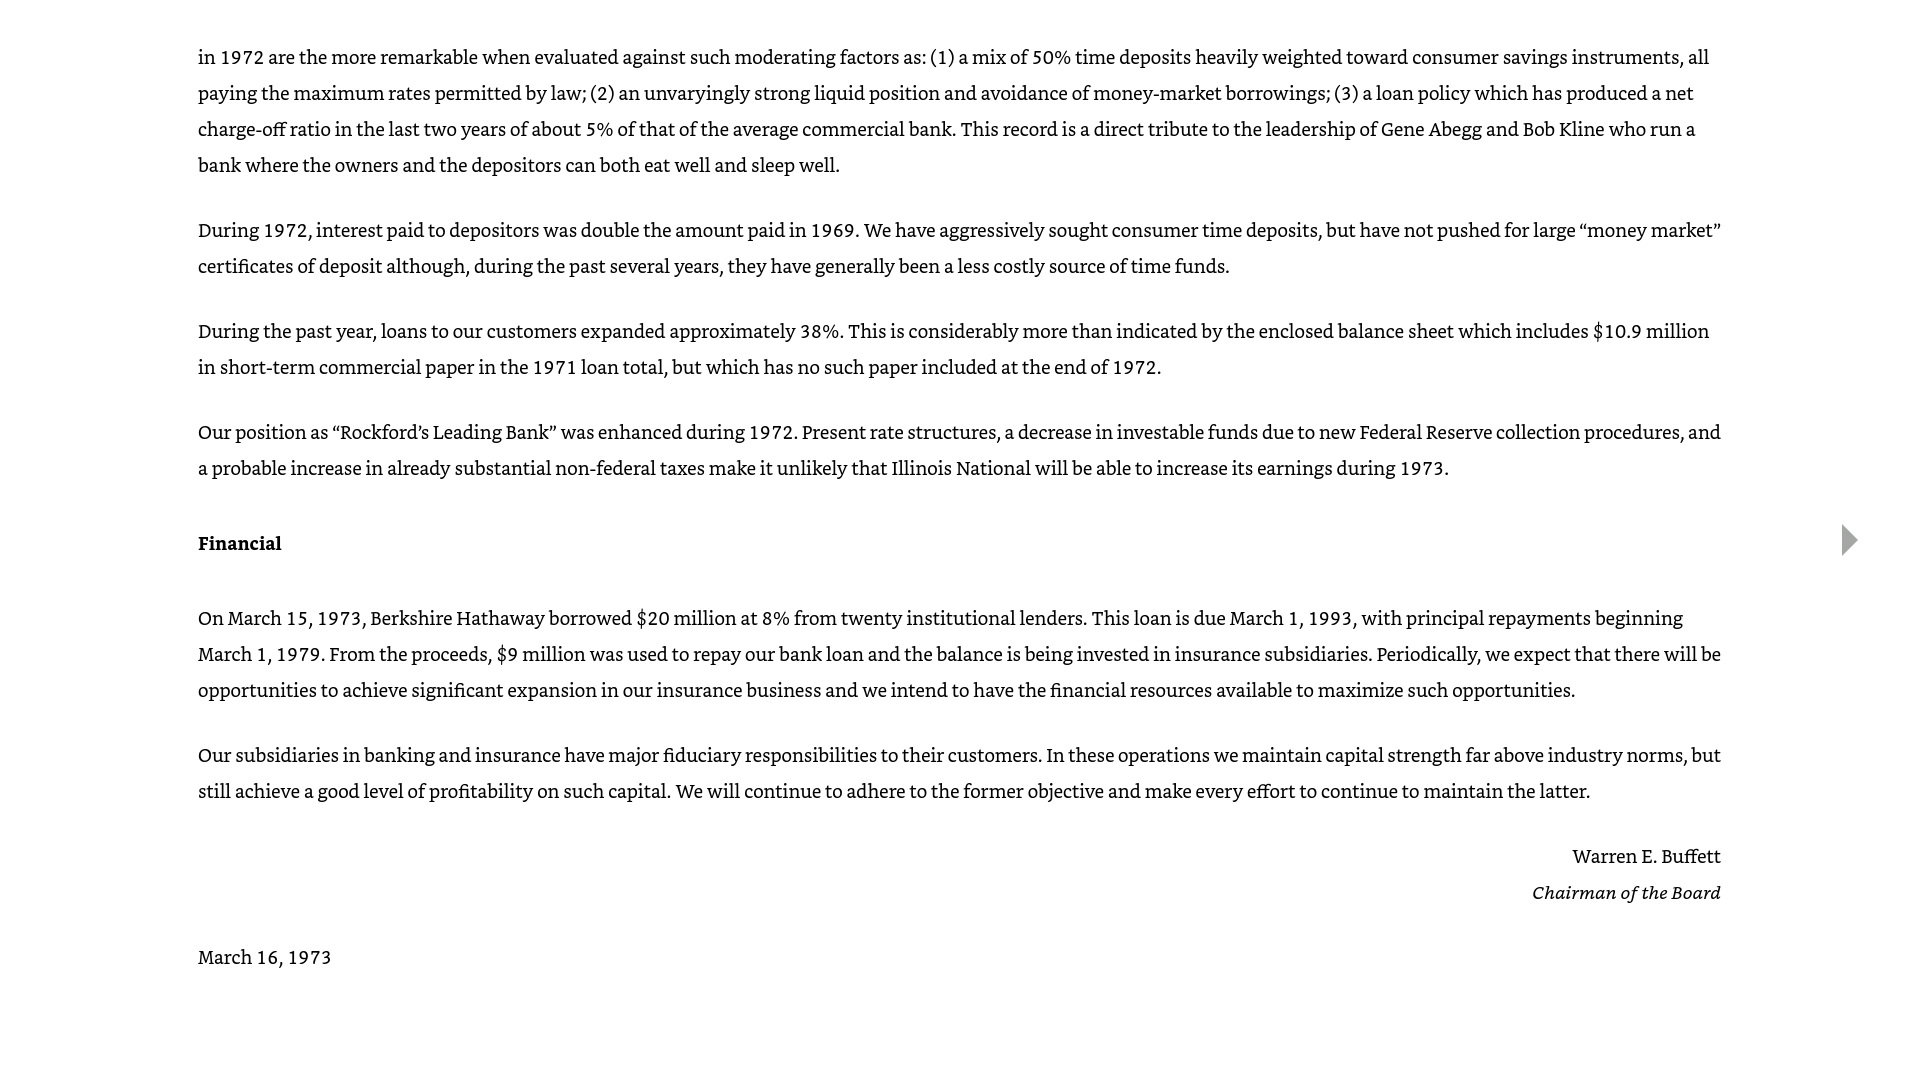 in 1972 are the more remarkable when evaluated against such moderating factors as: (1) a mix of 50% time deposits heavily weighted toward consumer savings instruments, all
paying the maximum rates permitted by law; (2) an unvaryingly strong liquid position and avoidance of money-market borrowings; (3) a loan policy which has produced a net
charge-off ratio in the last two years of about 5% of that of the average commercial bank. This record is a direct tribute to the leadership of Gene Abegg and Bob Kline who run a
bank where the owners and the depositors can both eat well and sleep well.
During 1972, interest paid to depositors was double the amount paid in 1969. We have aggressively sought consumer time deposits, but have not pushed for large “money market”
certificates of deposit although, during the past several years, they have generally been a less costly source of time funds.
During the past year, loans to our customers expanded approximately 38%. This is considerably more than indicated by the enclosed balance sheet which includes $10.9 million
in short-term commercial paper in the 1971 loan total, but which has no such paper included at the end of 1972.
Our position as “Rockford’s Leading Bank” was enhanced during 1972. Present rate structures, a decrease in investable funds due to new Federal Reserve collection procedures, and
a probable increase in already substantial non-federal taxes make it unlikely that Illinois National will be able to increase its earnings during 1973.
Financial
On March 15, 1973, Berkshire Hathaway borrowed $20 million at 8% from twenty institutional lenders. This loan is due March 1, 1993, with principal repayments beginning
March 1, 1979. From the proceeds, $9 million was used to repay our bank loan and the balance is being invested in insurance subsidiaries. Periodically, we expect that there will be
opportunities to achieve significant expansion in our insurance business and we intend to have the financial resources available to maximize such opportunities.
Our subsidiaries in banking and insurance have major fiduciary responsibilities to their customers. In these operations we maintain capital strength far above industry norms, but
still achieve a good level of profitability on such capital. We will continue to adhere to the former objective and make every effort to continue to maintain the latter.
Warren E. Buffett
Chairman of the Board
March 16, 1973